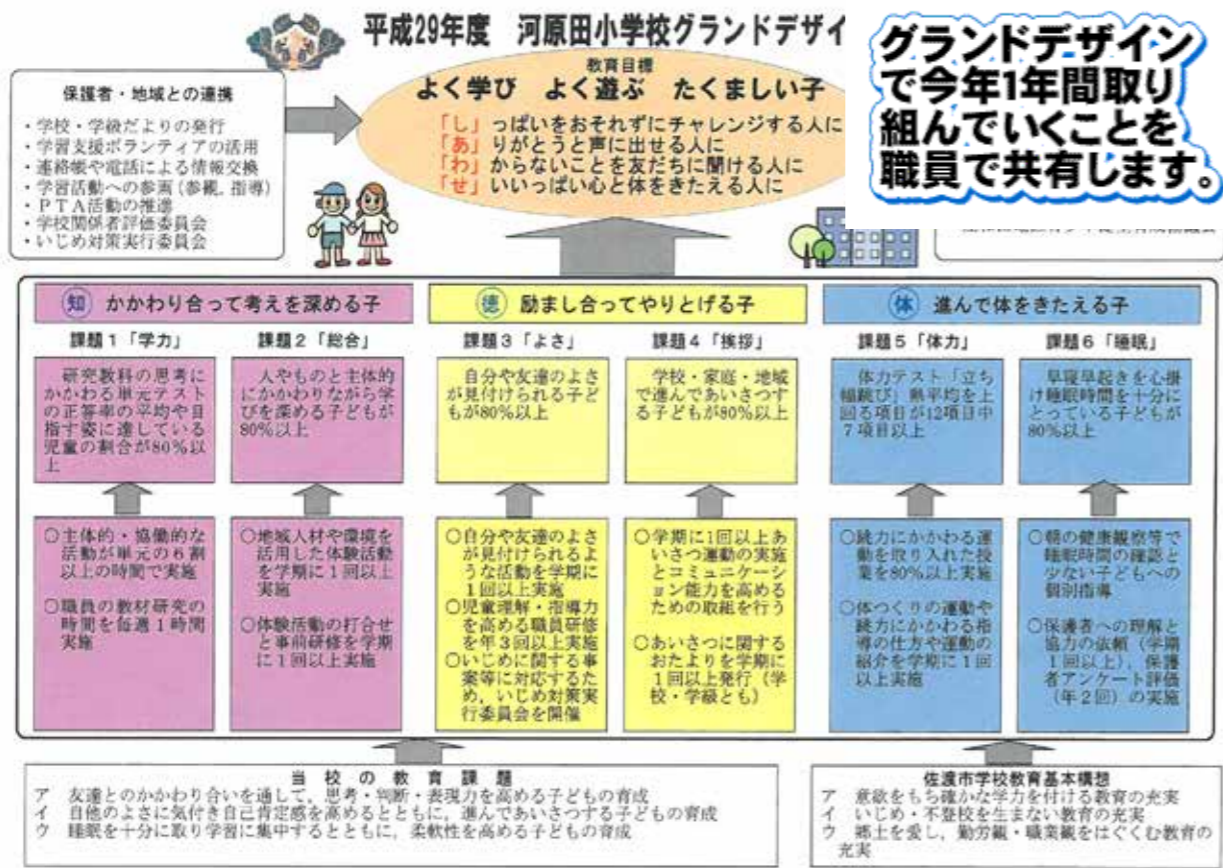 平成29年度 河原田小学校グランドデザイ
グランドデザイン
で今年1年間取り
組んでいくことを
職員で共有します。
教育目標
よく学び よく遊ぶ たくましい子
「し」っぱいをおそれずにチャレンジする人に
「あ」りがとうと声に出せる人に
「わ」からないことを友だちに聞ける人に
「せ」いいっぱい心と体をきたえる人に
保護者・地域との連携
・学校・学級だよりの発行
・学習支援ボランティアの活用
・連絡帳や電話による情報交換
・学習活動への参画(参観,指導)
・PTA活動の推進
・学校関係者評価委員会
・いじめ対策実行委員会
知 かかわり合って考えを深める子
課題1「学力」
研究教科の思考に
かかわる単元テスト
の正答率の平均や目
指す姿に達している
児童の割合が80%以
上
○主体的・協働的な
活動が単元の6割
以上の時間で実施
○職員の教材研究の
時間を毎週1時間
実施
課題2「総合」
人やものと主体的
にかかわりながら学
びを深める子どもが
80%以上
○地域人材や環境を
活用した体験活動
を学期に1回以上
実施
○体験活動の打合せ
と事前研修を学期
に1回以上実施
徳 励まし合ってやりとげる子
課題3「よさ」
自分や友達のよさ
が見付けられる子ど
もが80%以上
○自分や友達のよさ
が見付けられるよ
うな活動を学期に
1回以上実施
○児童理解・指導力
を高める職員研修
を年3回以上実施
○いじめに関する事
案等に対応するた
め,いじめ対策実
行委員会を開催
課題4「挨拶」
学校・家庭・地域
で進んであいさつす
る子どもが80%以上
○学期に1回以上あ
いさつ運動の実施
とコミュニケーシ
ョン能力を高める
ための取組を行う
○あいさつに関する
おたよりを学期に
1回以上発行(学
校・学級とも)
体 進んで体をきたえる子
課題5「体力」
体力テスト「立ち
幅跳び」県平均を上
回る項目が12項目中
7項目以上
○跳力にかかわる運
動を取り入れた授
業を80%以上実施
○体つくりの運動や
跳力にかかわる指
導の仕方や運動の
紹介を学期に1回
以上実施
課題6「睡眠」
早寝早起きを心掛
け睡眠時間を十分に
とっている子どもが
80%以上
○朝の健康観察等で
睡眠時間の確認と
少ない子どもへの
個別指導
○保護者への理解と
協力の依頼(学期
1回以上),保護
者アンケート評価
(年2回)の実施
当校の教育課題
ア 友達とのかかわり合いを通して,思考・判断・表現力を高める子どもの育成
イ 自他のよさに気付き自己肯定感を高めるとともに,進んであいさつする子どもの育成
ウ 睡眠を十分に取り学習に集中するとともに,柔軟性を高める子どもの育成
佐渡市学校教育基本構想
ア 意欲をもち確かな学力を付ける教育の充実
イ いじめ・不登校を生まない教育の充実
ウ 郷土を愛し,勤労観・職業観をはぐくむ教育の
充実